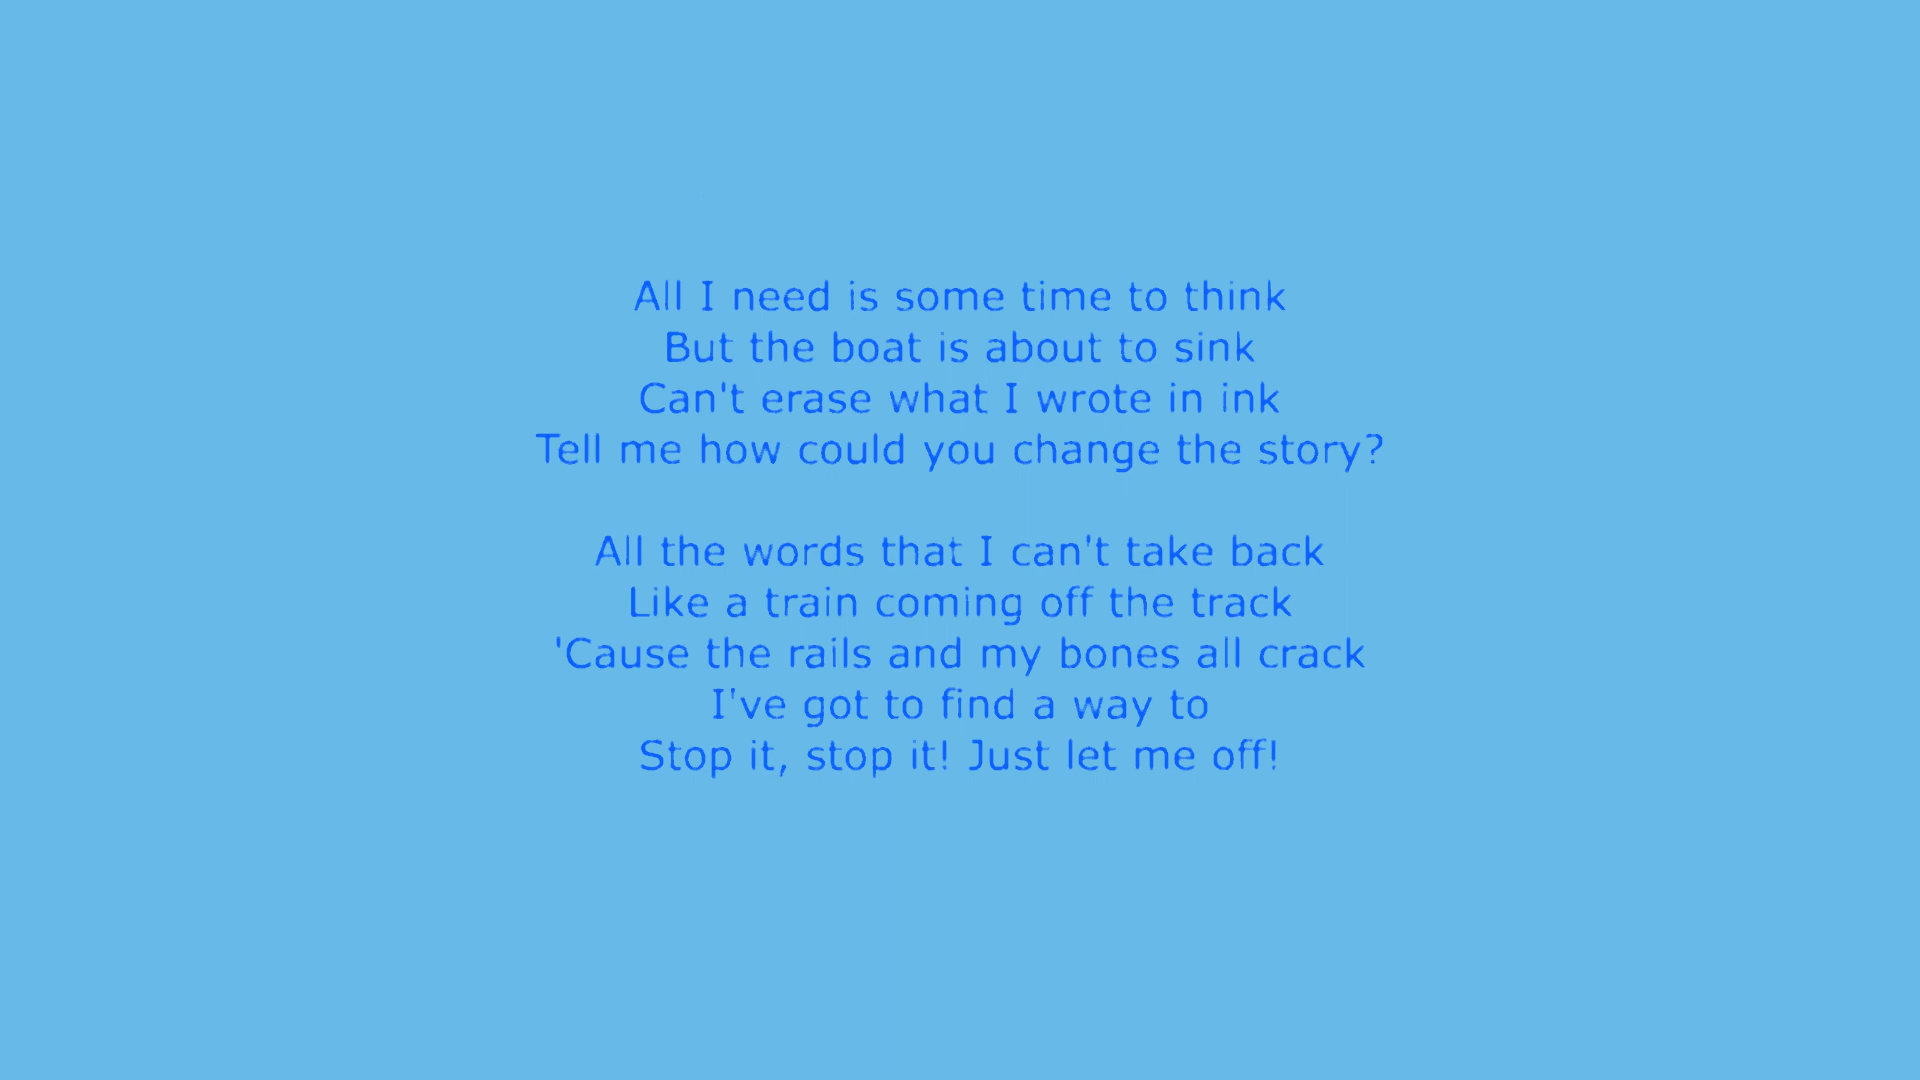 All I need is some time to think
But the boat is about to sink
Can't erase what I wrote in ink
Tell me how could you change the story?
All the words that I can't take back
Like a train coming off the track
'Cause the rails and my bones all crack
I've got to find a way to
Stop it, stop it! Just let me off!